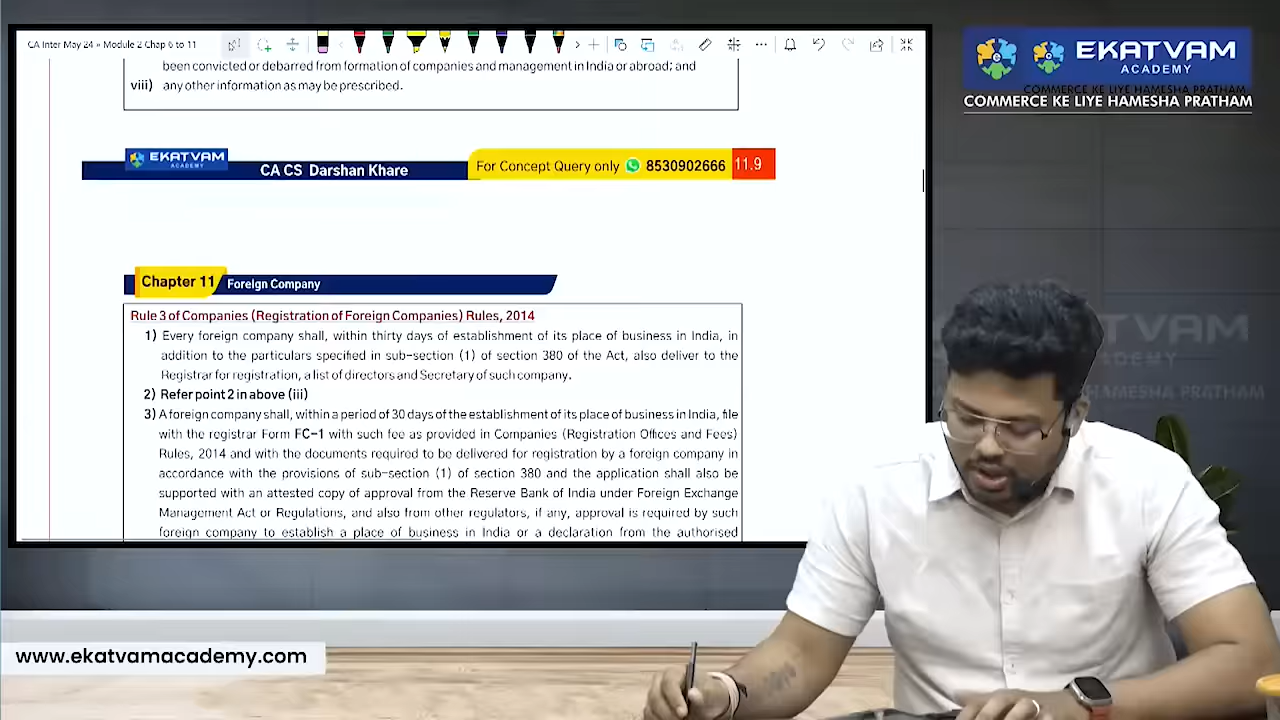 CA Inter May 24 » Module 2 Chap 6 to 11
been convicted or debarred from formation of companies and management in India or abroad; and
viii) any other information as may be prescribed.
EKATVAM
ACADEMY
CA CS Darshan Khare
For Concept Query only 8530902666
11.9
Chapter 11
Foreign Company
Rule 3 of Companies (Registration of Foreign Companies) Rules, 2014
1) Every foreign company shall, within thirty days of establishment of its place of business in India, in
addition to the particulars specified in sub-section (1) of section 380 of the Act, also deliver to the
Registrar for registration, a list of directors and Secretary of such company.
2) Refer point 2 in above (iii)
3) A foreign company shall, within a period of 30 days of the establishment of its place of business in India, file
with the registrar Form FC-1 with such fee as provided in Companies (Registration Offices and Fees)
Rules, 2014 and with the documents required to be delivered for registration by a foreign company in
accordance with the provisions of sub-section (1) of section 380 and the application shall also be
supported with an attested copy of approval from the Reserve Bank of India under Foreign Exchange
Management Act or Regulations, and also from other regulators, if any, approval is required by such
foreign company to establish a place of business in India or a declaration from the authorised
EKATVAM
ACADEMY
COMMERCE KE LIYE HAMESHA PRATHAM
COMMERCE KE LIYE HAMESHA PRATHAM
TVAM
EMY
HAMESHA PRATHAM
www.ekatvamacademy.com